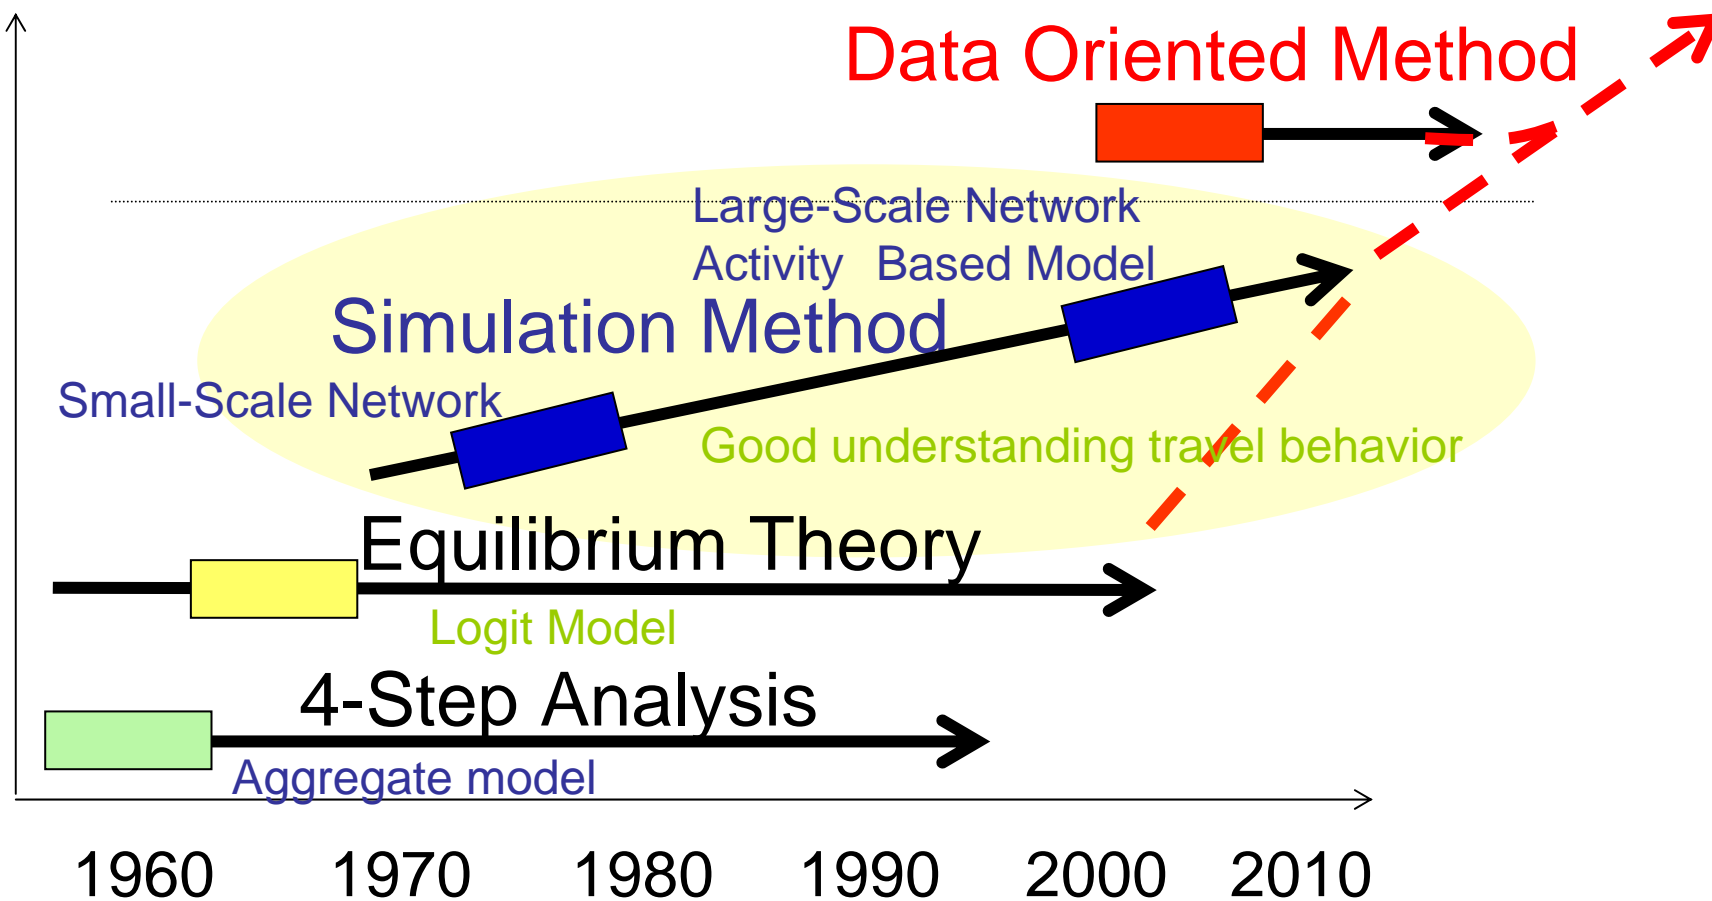 Data Oriented Method
Large-Scale Network
Activity Based Model
Simulation Method
Small-Scale Network
Good understanding travel behavior
Equilibrium Theory
Logit Model
4-Step Analysis
Aggregate model
1960 1970 1980 1990 2000 2010